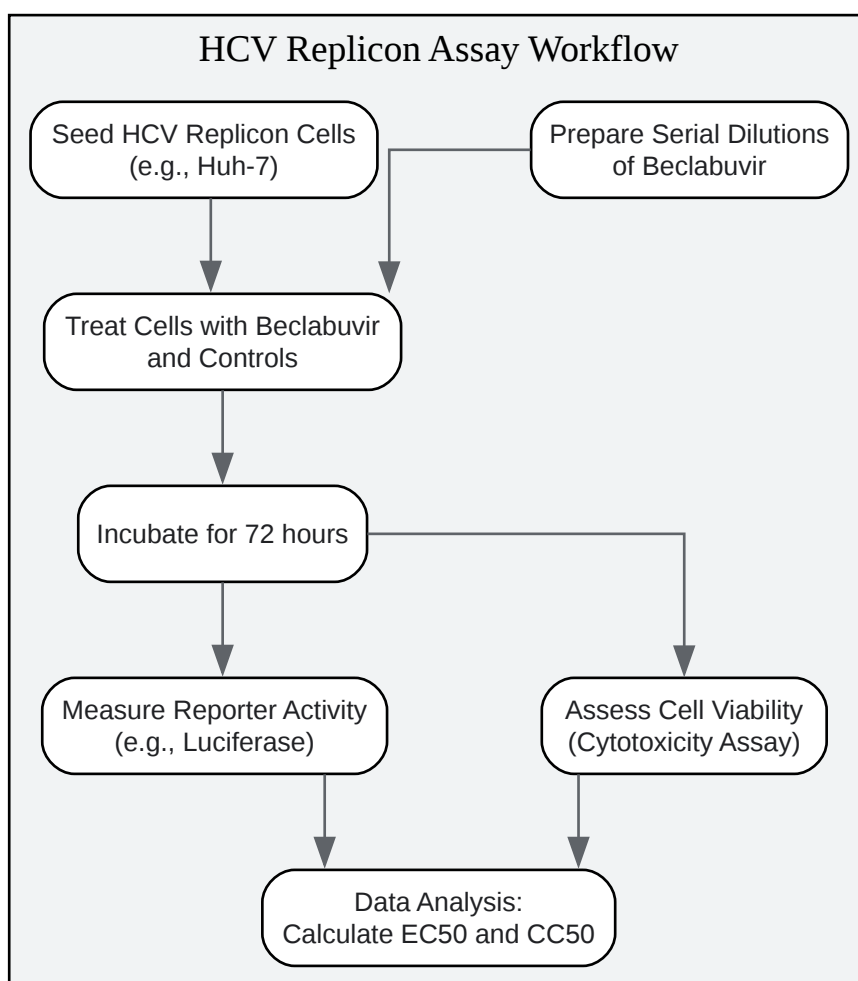 HCV Replicon Assay Workflow
Seed HCV Replicon Cells
(e.g., Huh-7)
Prepare Serial Dilutions
of Beclabuvir
Treat Cells with Beclabuvir
and Controls
Incubate for 72 hours
Measure Reporter Activity
(e.g., Luciferase)
Assess Cell Viability
(Cytotoxicity Assay)
Data Analysis:
Calculate EC50 and CC50